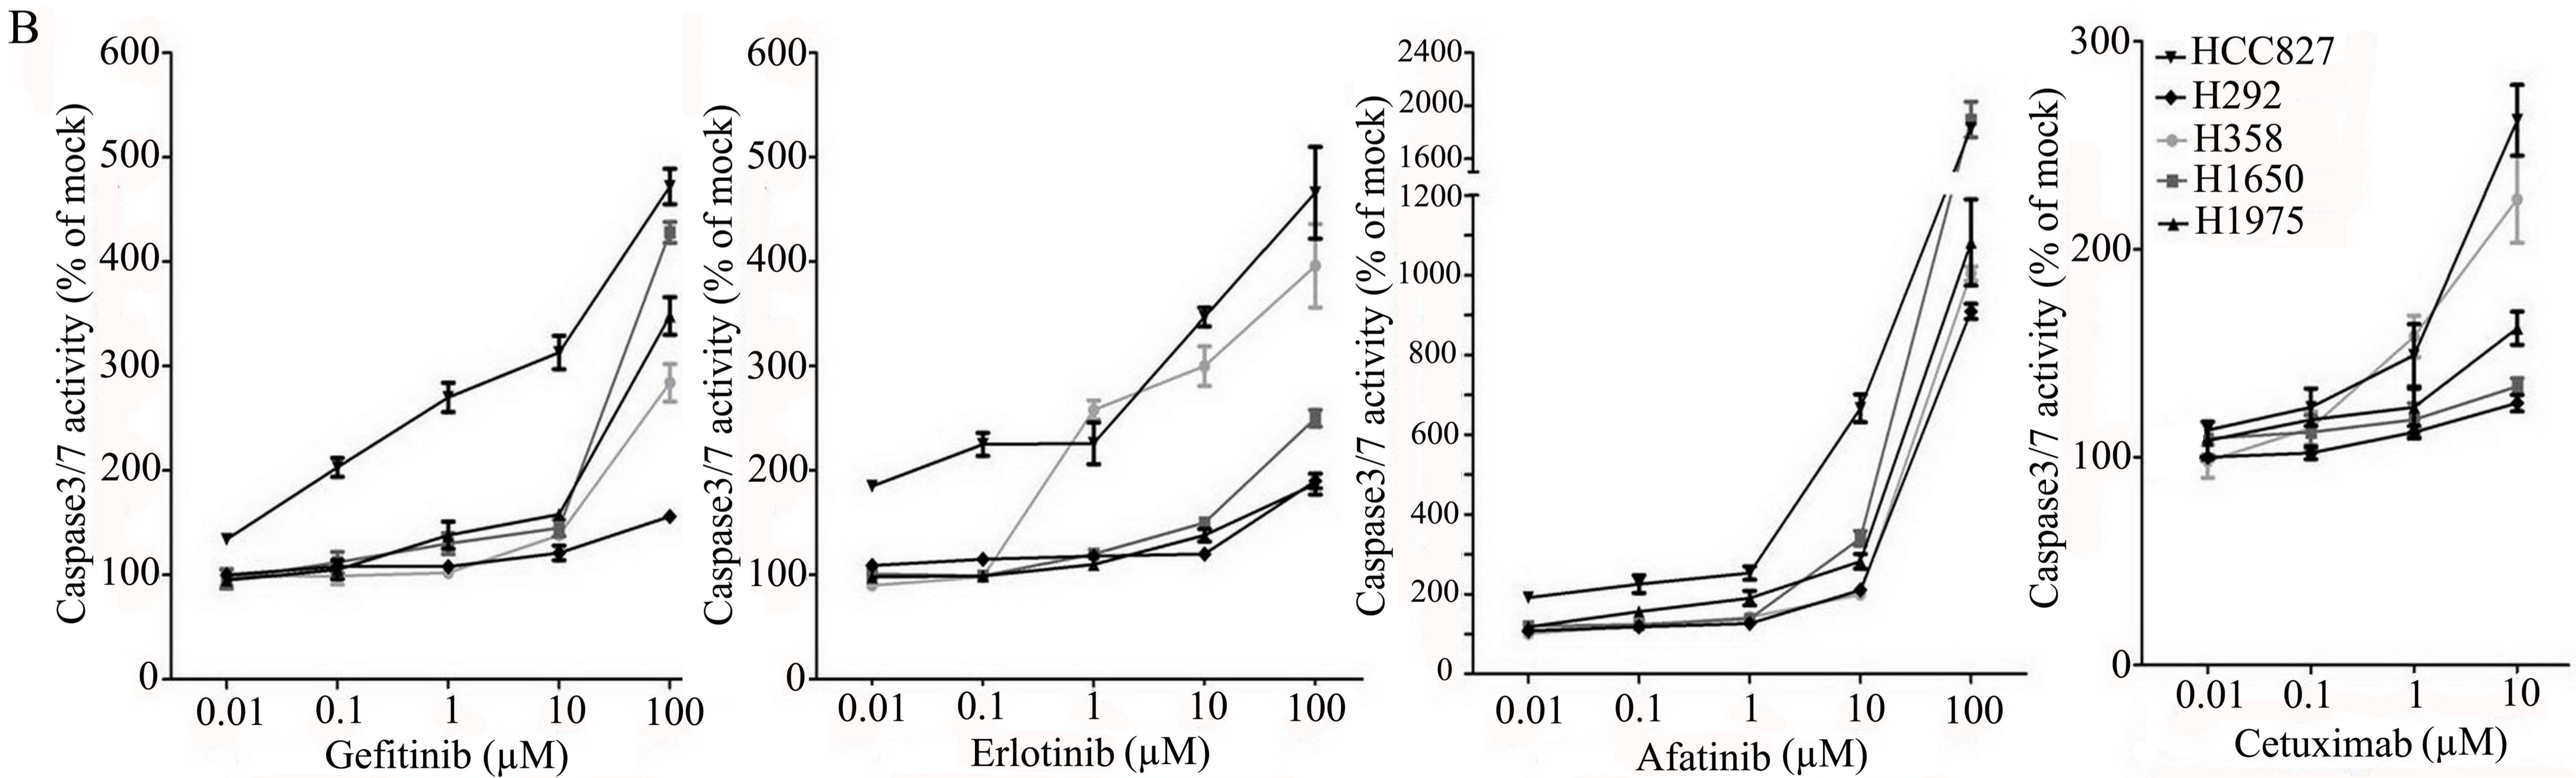 B
Caspase3/7 activity (% of mock)
600
500
400
300
200
100
0
0.01 0.1 1 10 100
Gefitinib (µM)
Caspase3/7 activity (% of mock)
600
500
400
300
200
100
0
0.01 0.1 1 10 100
Erlotinib (µM)
Caspase3/7 activity (% of mock)
2400
2000
1600
1200
1000
800
600
400
200
0
0.01 0.1 1 10 100
Afatinib (µM)
Caspase3/7 activity (% of mock)
300
200
100
0
HCC827
H292
H358
H1650
H1975
0.01 0.1 1 10
Cetuximab (µM)